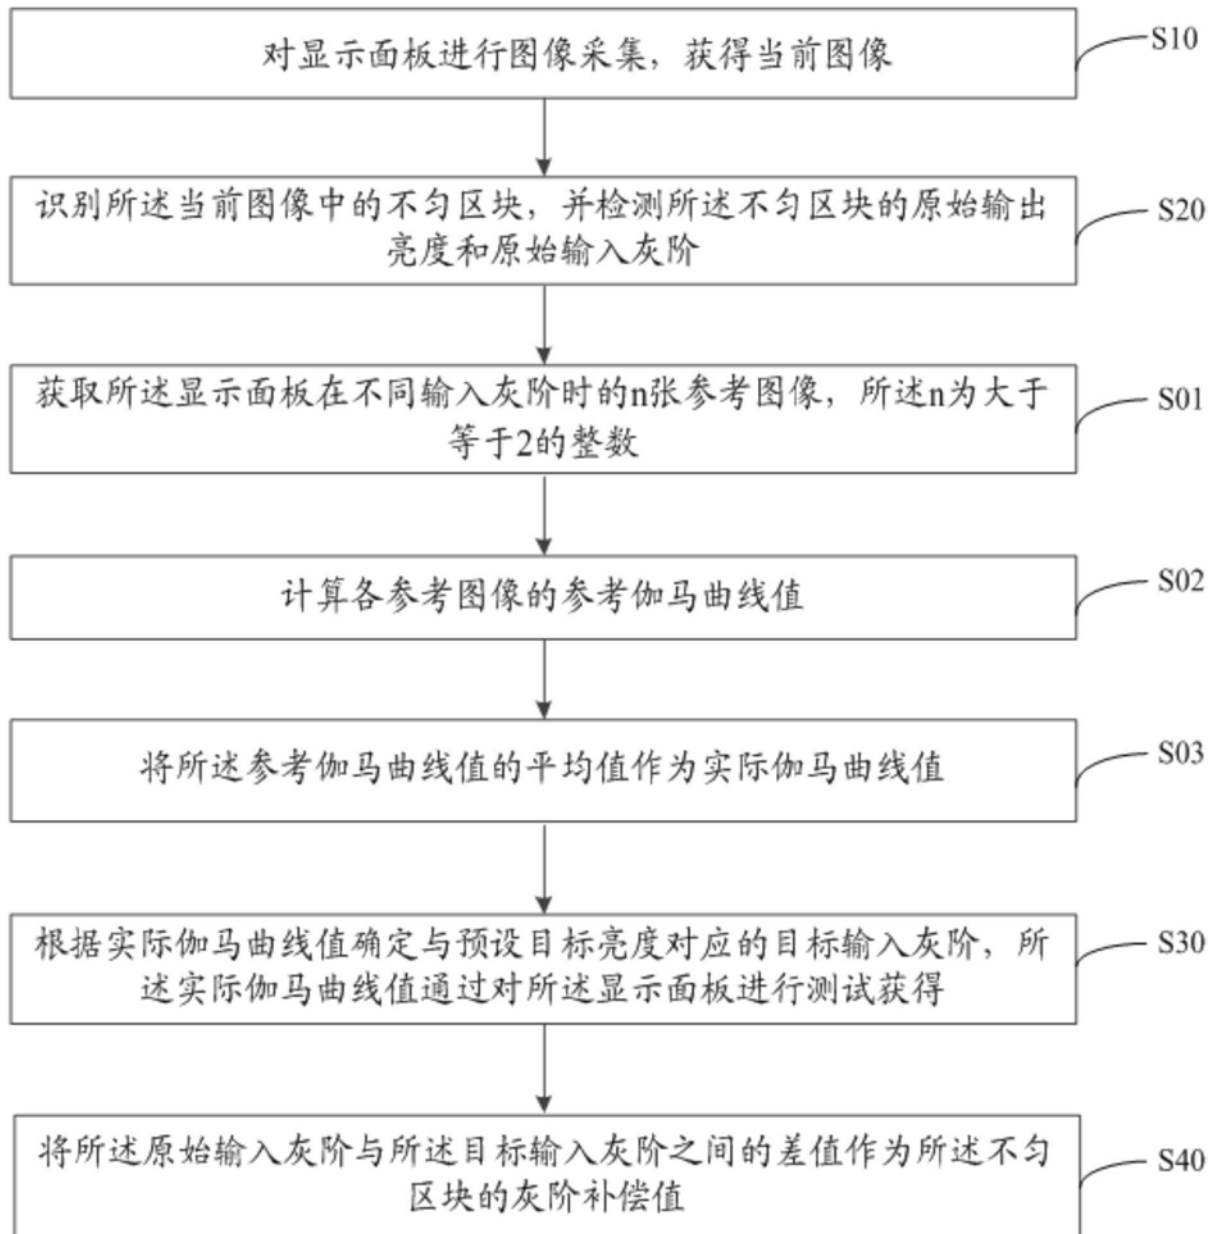 对显示面板进行图像采集，获得当前图像
S10
识别所述当前图像中的不匀区块，并检测所述不匀区块的原始输出
亮度和原始输入灰阶
S20
获取所述显示面板在不同输入灰阶时的n张参考图像，所述n为大于
等于2的整数
S01
计算各参考图像的参考伽马曲线值
S02
将所述参考伽马曲线值的平均值作为实际伽马曲线值
S03
根据实际伽马曲线值确定与预设目标亮度对应的目标输入灰阶，所
述实际伽马曲线值通过对所述显示面板进行测试获得
S30
将所述原始输入灰阶与所述目标输入灰阶之间的差值作为所述不匀
区块的灰阶补偿值
S40